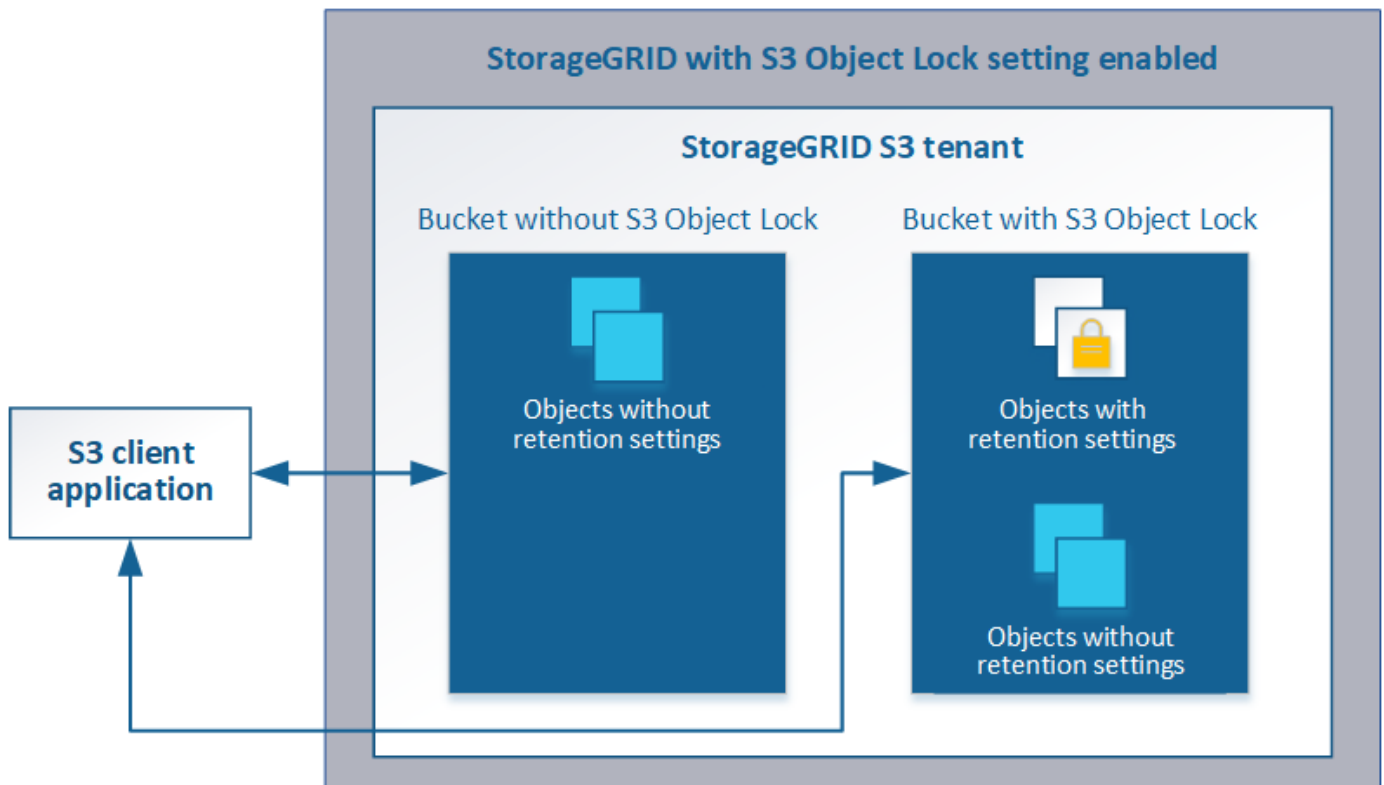 StorageGRID with S3 Object Lock setting enabled
StorageGRID S3 tenant
Bucket without S3 Object Lock
Bucket with S3 Object Lock
Objects without
retention settings
Objects with
retention settings
S3 client
application
Objects without
retention settings